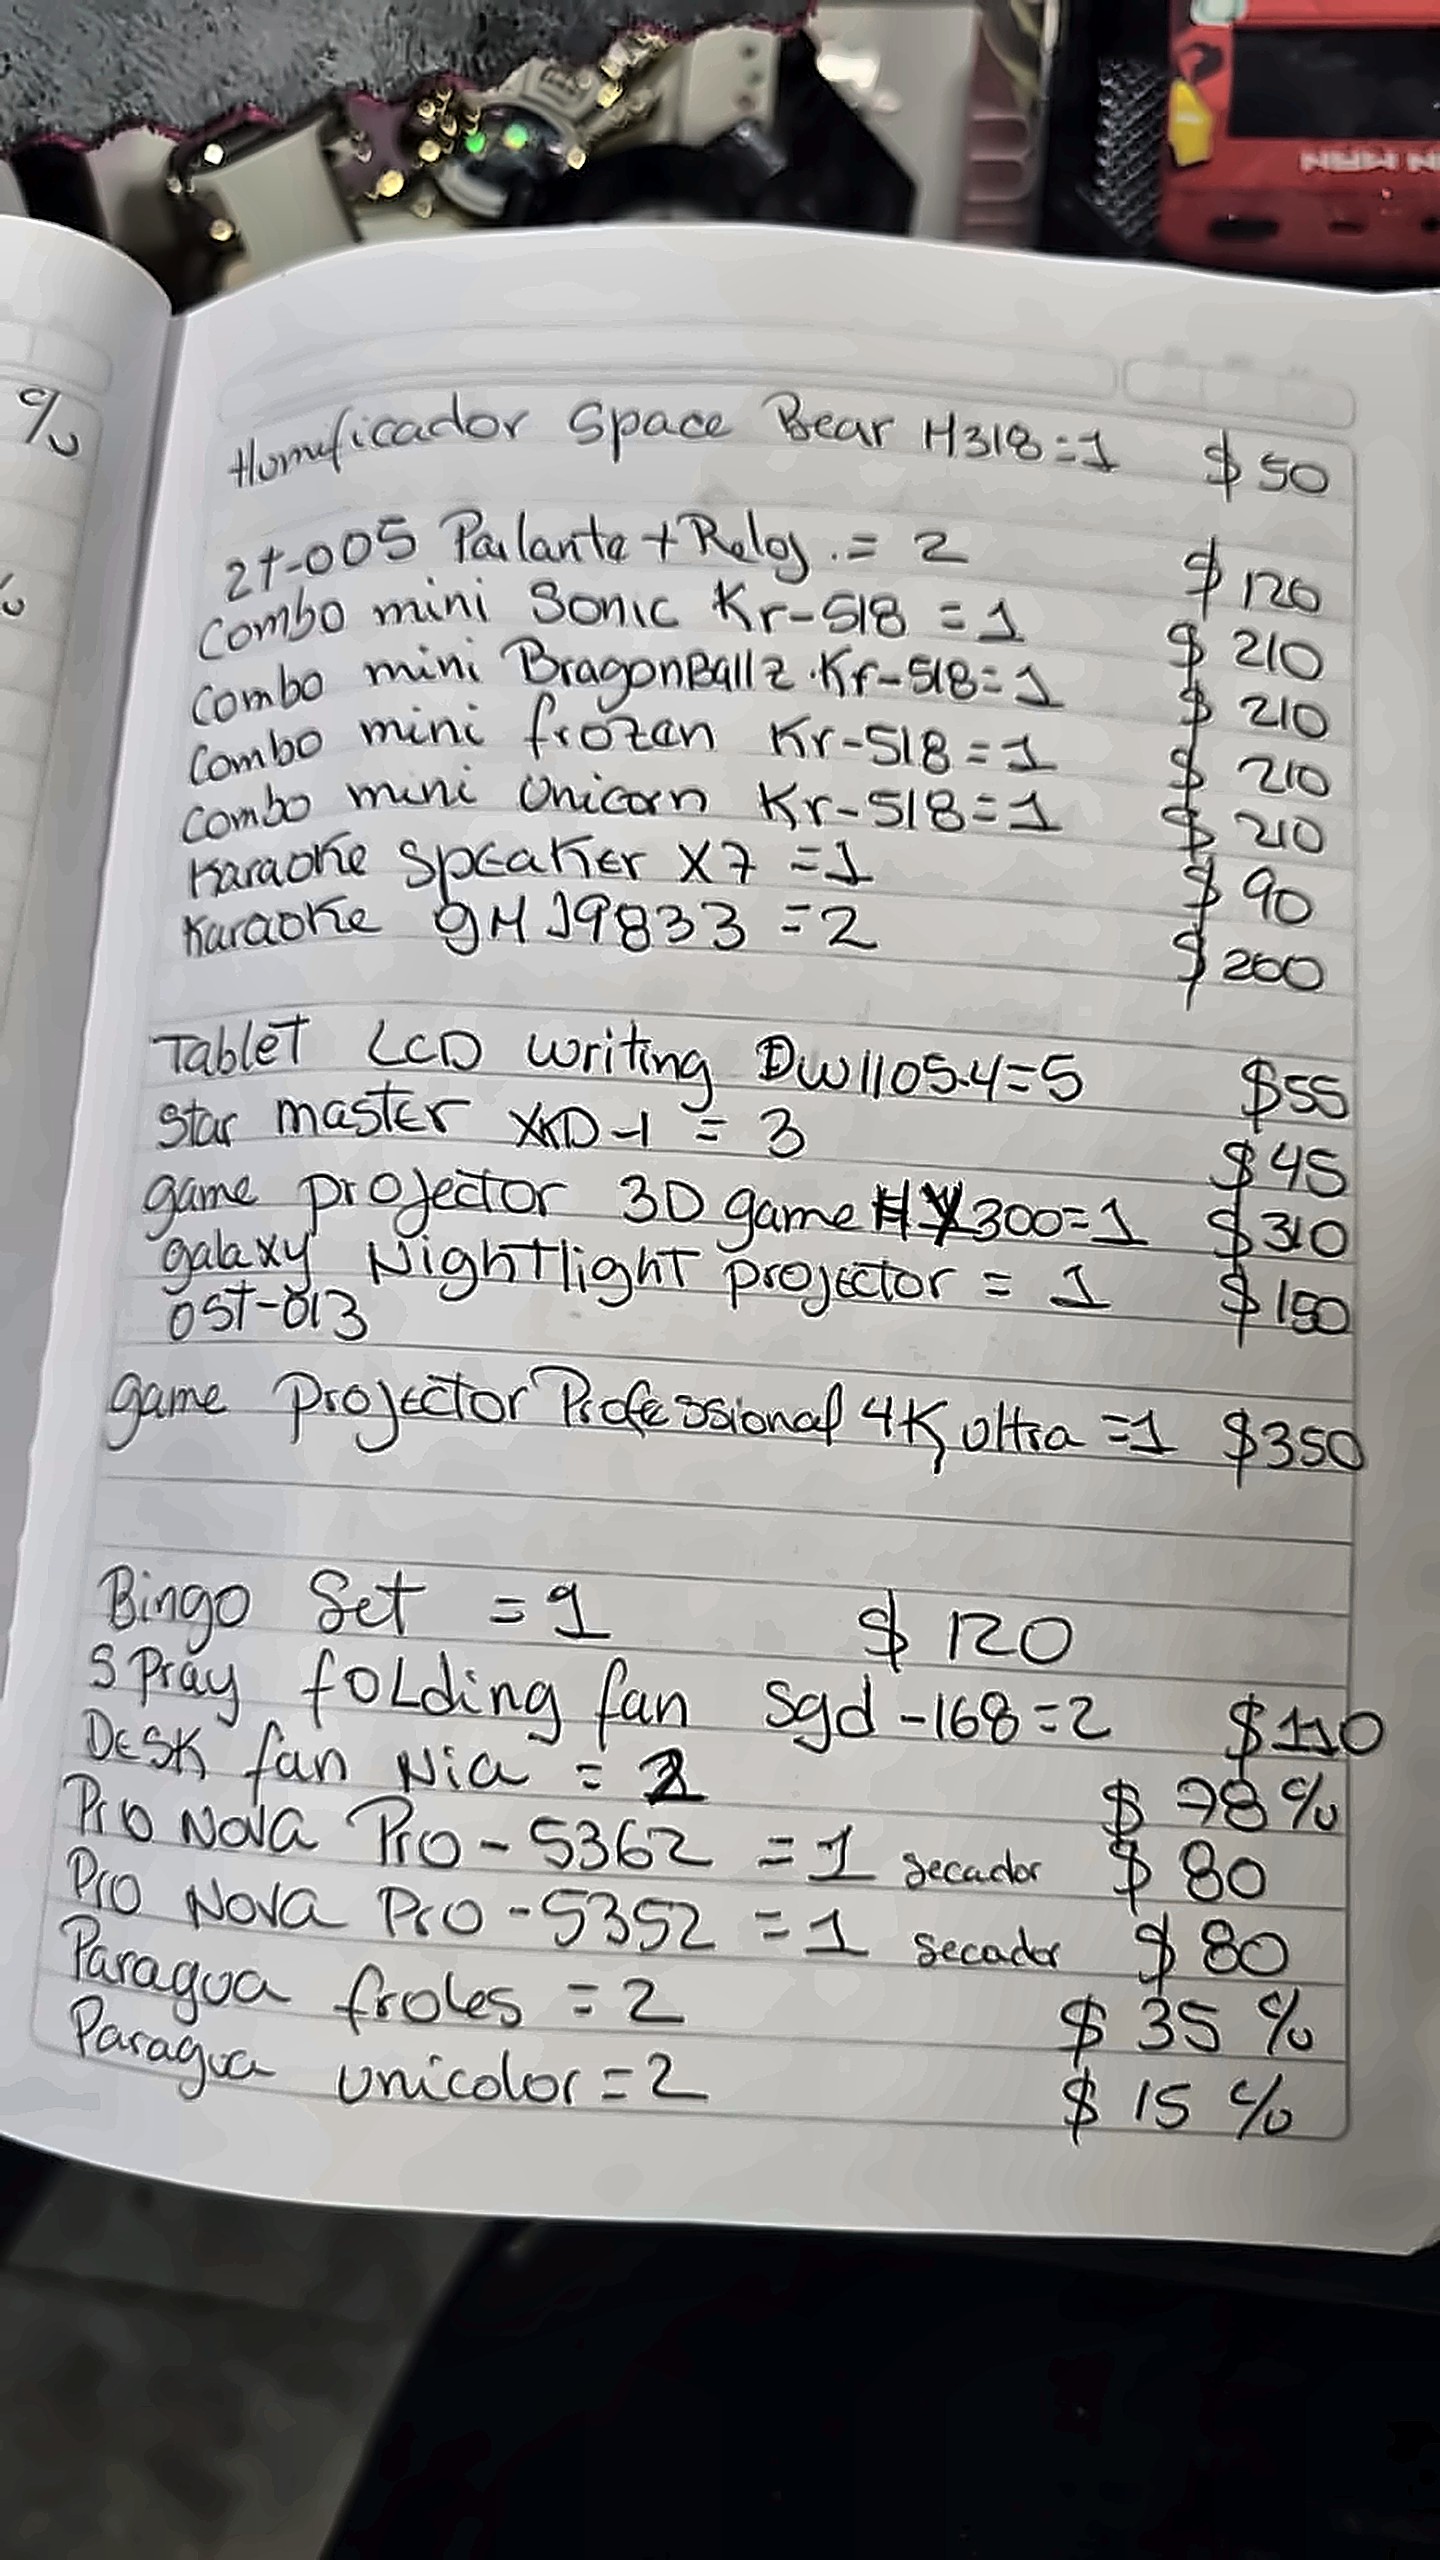 %
Humificador Space Bear H318=1 $50
2t-005 Parlante + Reloj .= 2 $120
Combo mini Sonic Kr-518 = 1 $210
Combo mini BragonBall z .Kr-518=1 $210
Combo mini frozen Kr-518=1 $210
Combo mini Unicorn Kr-518=1 $210
Karaoke Speaker X7 =1 $90
Karaoke gMJ9833 =2 $200
Tablet LCD writing DW1105.4=5 $55
Star master XXD-1 = 3 $45
game projector 3D game HY300=1 $310
galaxy Nightlight projector = 1 $150
OST-013
game Projector Professional 4K ultra =1 $350
Bingo Set =1 $120
Spray folding fan Sgd-168=2 $110
Desk fan Nia = 2 $78 %
Pro Nova Pro-5362 =1 secador $80
Pro Nova Pro-5352 =1 secador $80
Paragua froles =2 $35 %
Paragua unicolor=2 $15 %